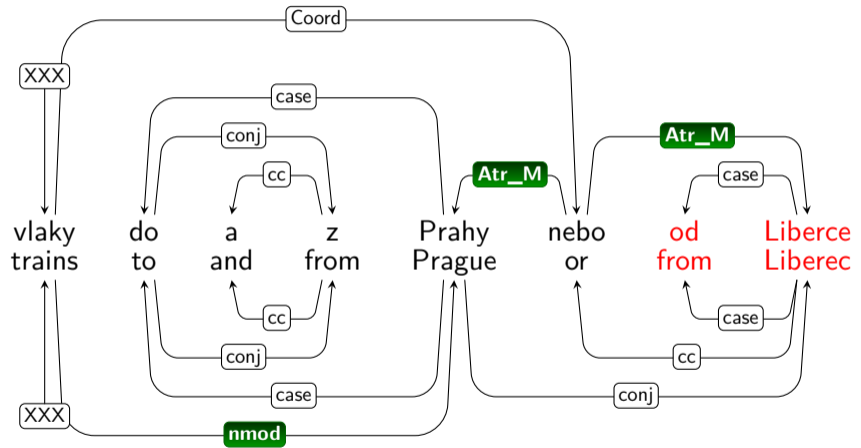 Coord
XXX
case
conj
Atr_M
cc
Atr_M
case
vlaky do a z Prahy nebo od Liberce
trains to and from Prague or from Liberec
cc
case
conj
cc
case
conj
XXX
nmod